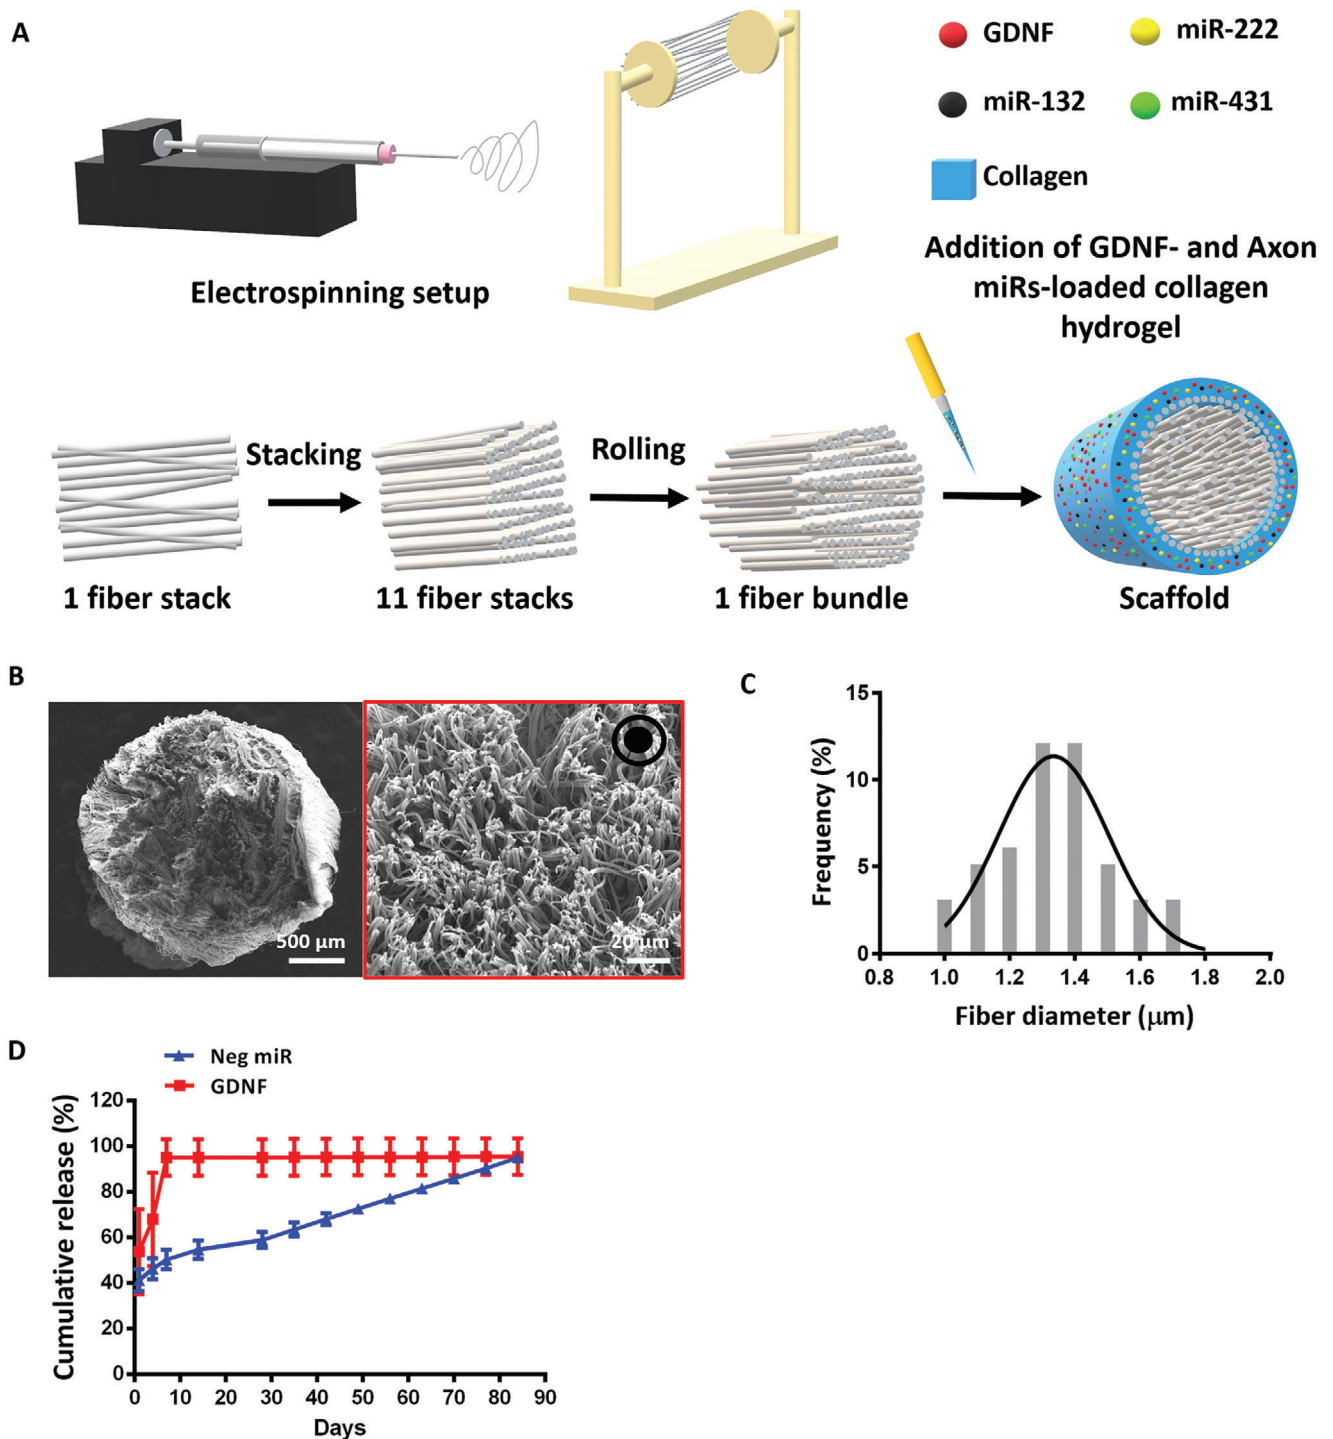 A
GDNF
miR-222
miR-132
miR-431
Collagen
Electrospinning setup
Addition of GDNF- and Axon
miRs-loaded collagen
hydrogel
Stacking
Rolling
1 fiber stack
11 fiber stacks
1 fiber bundle
Scaffold
B
500 μm
20 μm
C
Frequency (%)
15
10
5
0
0.8
1.0
1.2
1.4
1.6
1.8
2.0
Fiber diameter (μm)
D
Neg miR
GDNF
Cumulative release (%)
120
100
80
60
40
20
0
0
10
20
30
40
50
60
70
80
90
Days